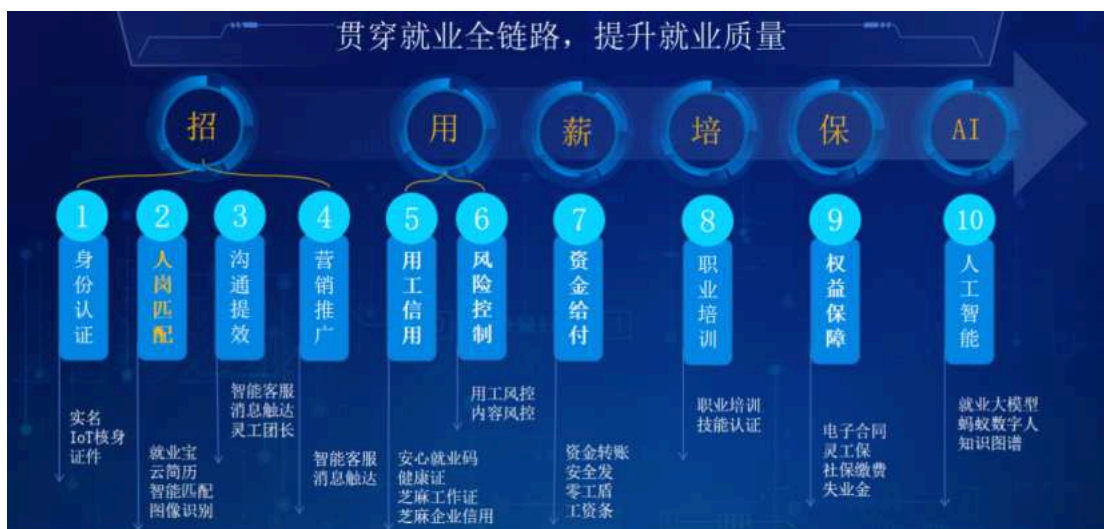 贯穿就业全链路，提升就业质量
招
用
薪
培
保
AI
1
身份认证
2
人岗匹配
3
沟通提效
4
营销推广
5
用工信用
6
风险控制
7
资金给付
8
职业培训
9
权益保障
10
人工智能
实名
IoT核身
证件
就业宝
云简历
智能匹配
图像识别
智能客服
消息触达
灵工团长
智能客服
消息触达
安心就业码
健康证
芝麻工作证
芝麻企业信用
用工风控
内容风控
资金转账
安全发
零工盾
工资条
职业培训
技能认证
电子合同
灵工保
社保缴费
失业金
就业大模型
蚂蚁数字人
知识图谱